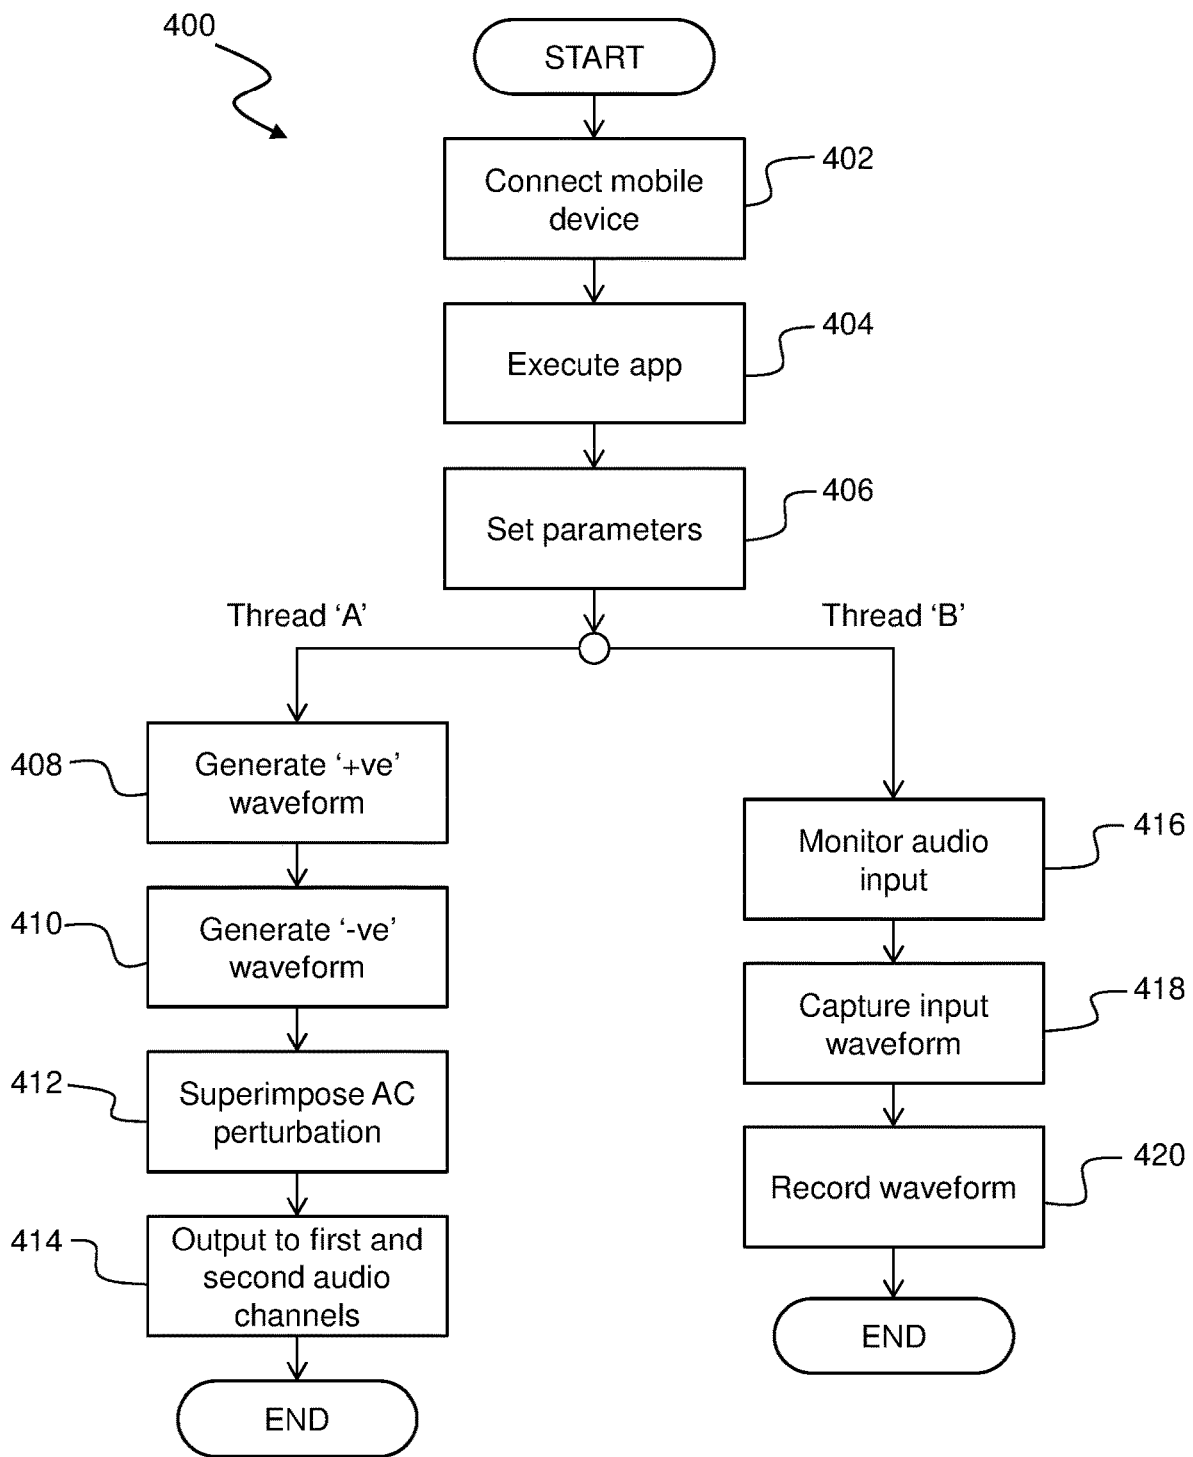 400
START
Connect mobile
device
402
Execute app
404
Set parameters
406
Thread ‘A’
Thread ‘B’
408
Generate ‘+ve’
waveform
410
Generate ‘-ve’
waveform
412
Superimpose AC
perturbation
414
Output to first and
second audio
channels
END
Monitor audio
input
416
Capture input
waveform
418
Record waveform
420
END